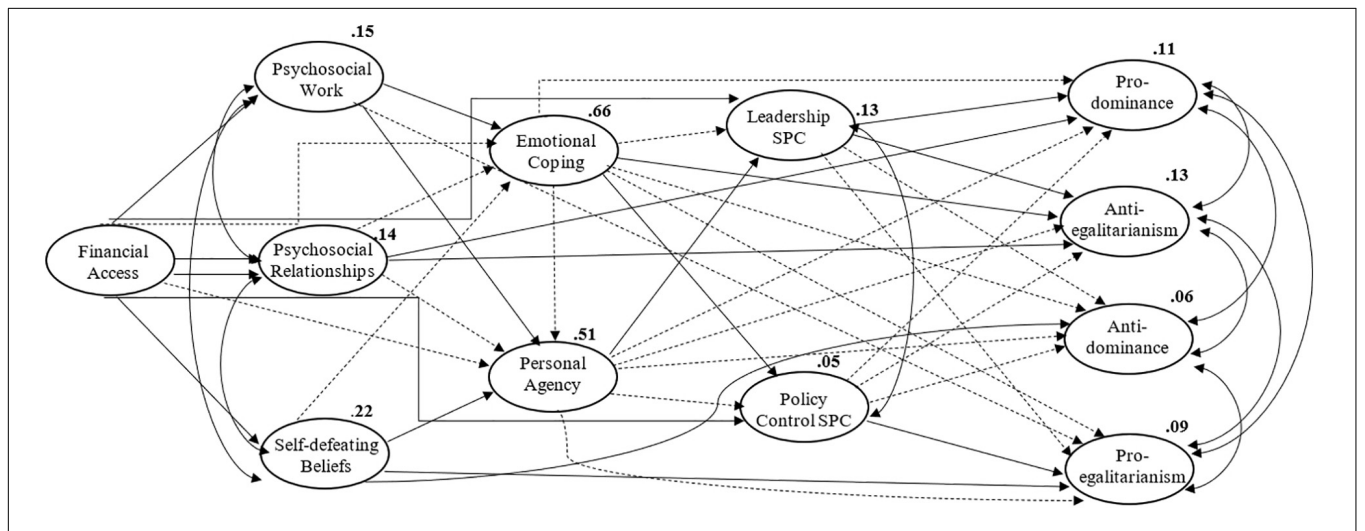 .15
Psychosocial
Work
.66
Emotional
Coping
Leadership
SPC
.13
.11
Pro-
dominance
.13
Anti-
egalitarianism
Financial
Access
Psychosocial
Relationships
.14
.51
Personal
Agency
.05
Policy
Control SPC
.06
Anti-
dominance
.22
Self-defeating
Beliefs
.09
Pro-
egalitarianism